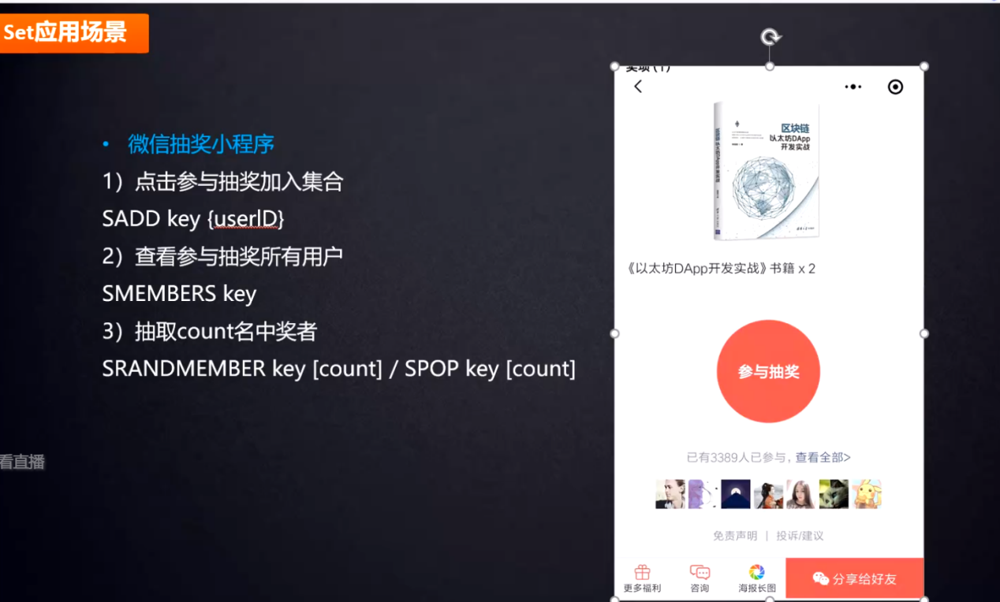 Set应用场景
• 微信抽奖小程序
1）点击参与抽奖加入集合
SADD key {userID}
2）查看参与抽奖所有用户
SMEMBERS key
3）抽取count名中奖者
SRANDMEMBER key [count] / SPOP key [count]
看直播
奖项 (1)
区块链
以太坊DApp
开发实战
《以太坊DApp开发实战》书籍 x 2
参与抽奖
已有3389人已参与，查看全部>
免责声明 | 投诉/建议
更多福利
咨询
海报长图
分享给好友